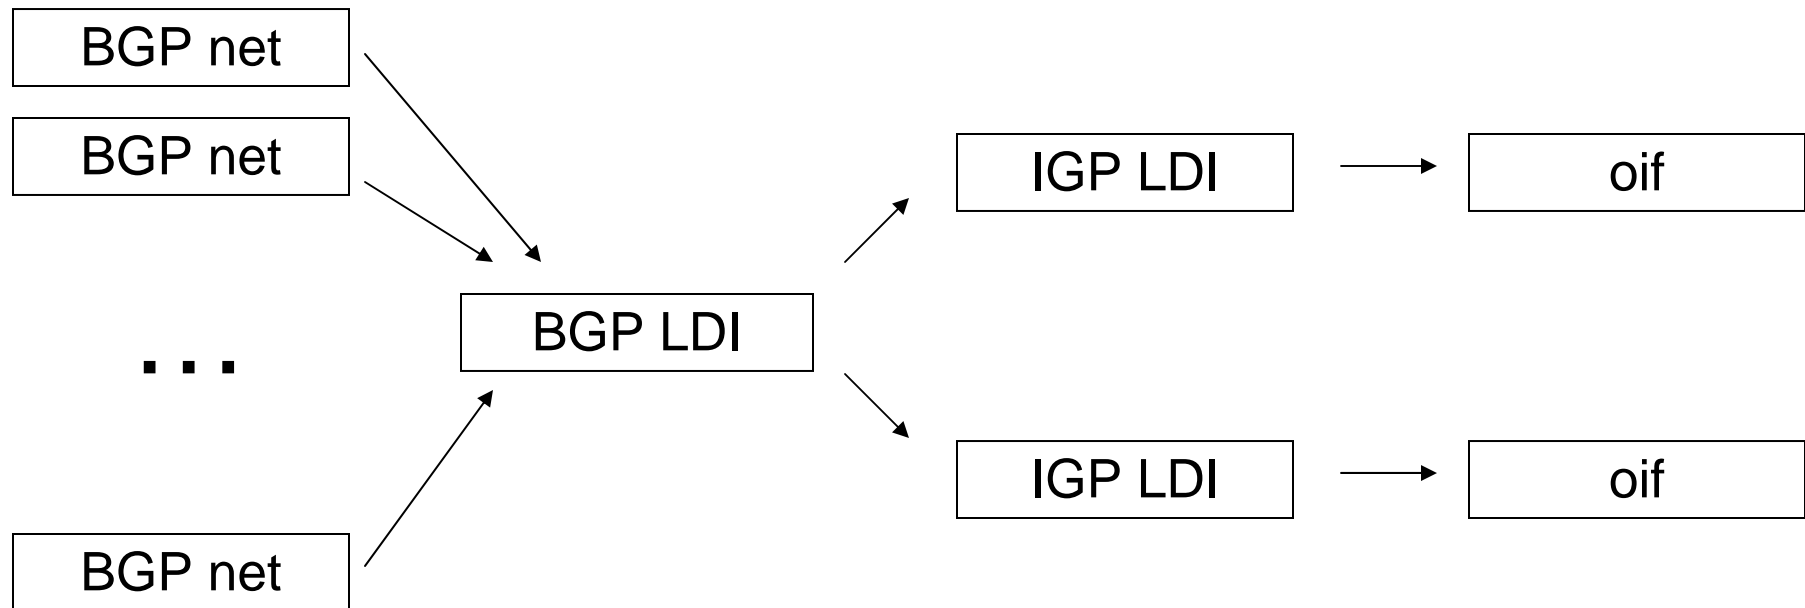 BGP net
BGP net
IGP LDI
oif
BGP LDI
...
IGP LDI
oif
BGP net